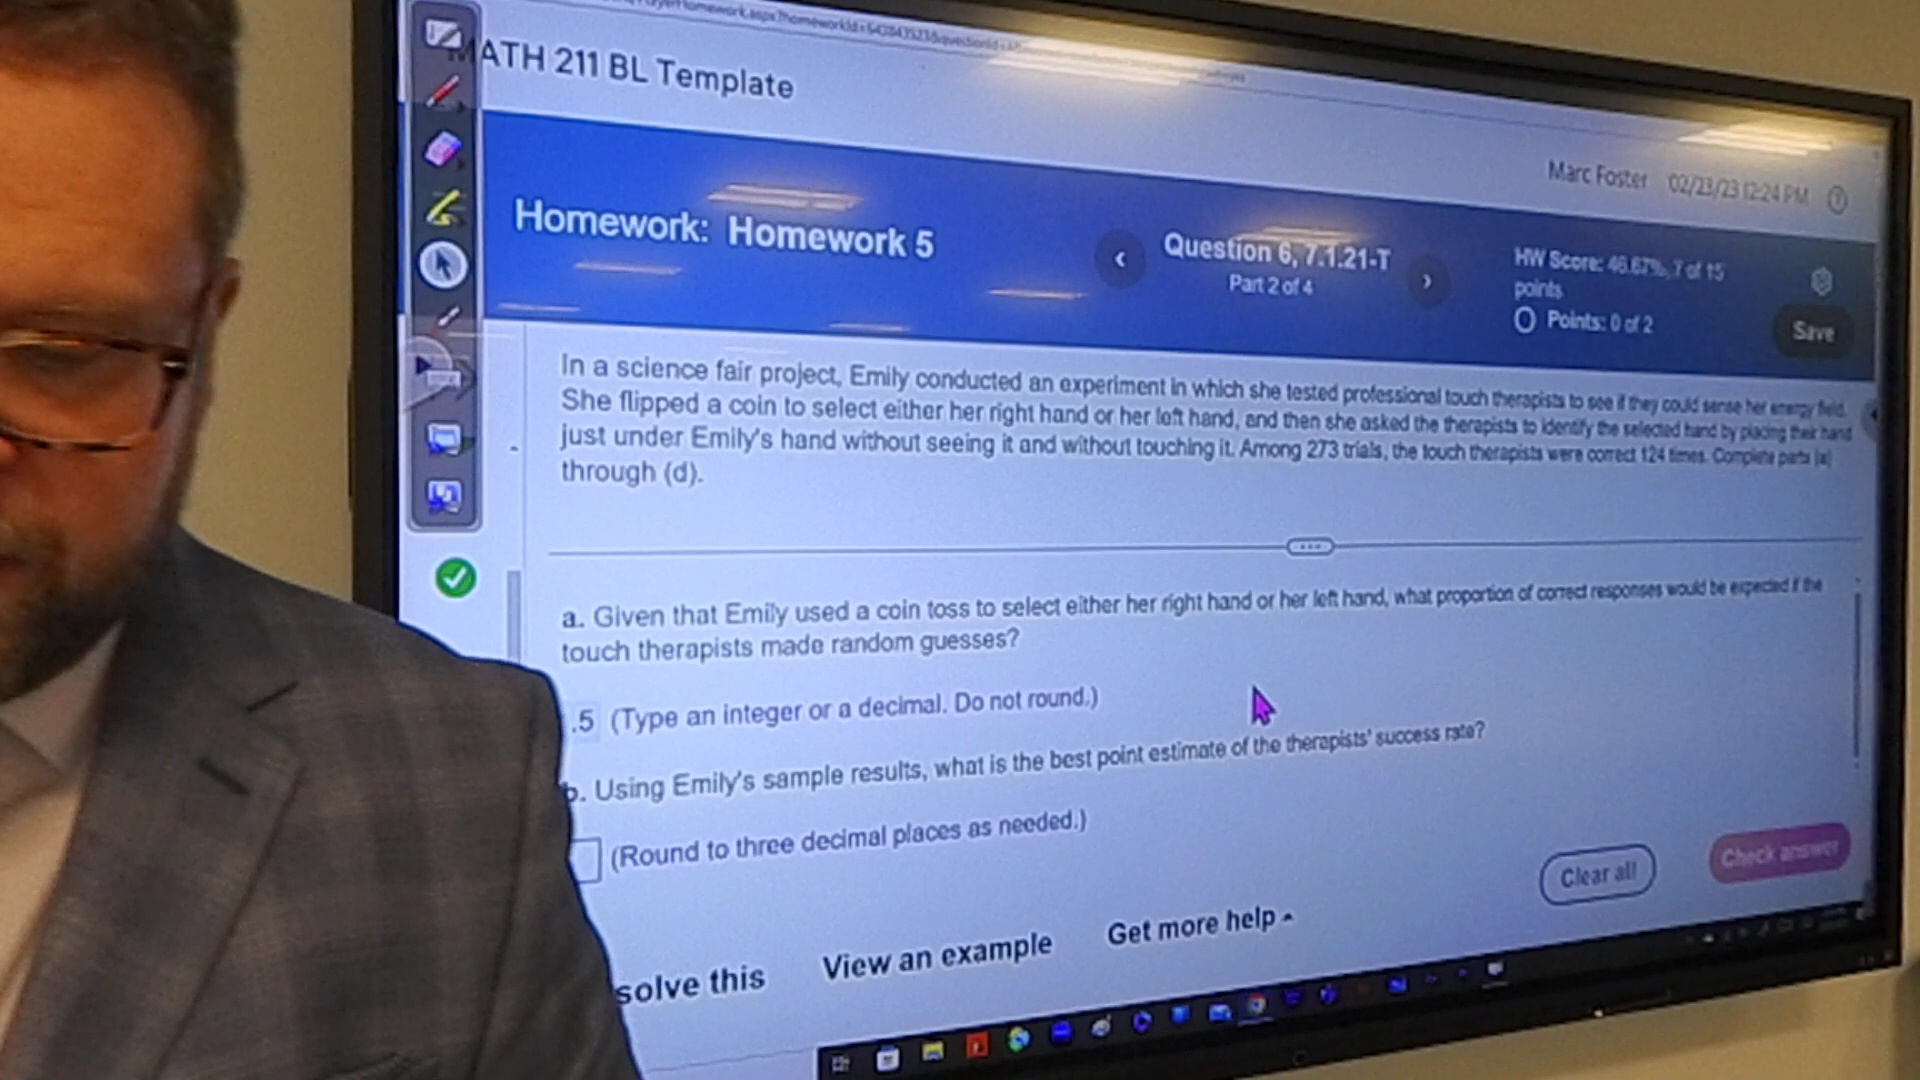 MATH 211 BL Template
Marc Foster 02/23/23 12:24 PM
Homework: Homework 5
Question 6, 7.1.21-T
Part 2 of 4
HW Score: 46.67%, 7 of 15
points
Points: 0 of 2
Save
In a science fair project, Emily conducted an experiment in which she tested professional touch therapists to see if they could sense her energy field.
She flipped a coin to select either her right hand or her left hand, and then she asked the therapists to identify the selected hand by placing their hand
just under Emily's hand without seeing it and without touching it. Among 273 trials, the touch therapists were correct 124 times. Complete parts (a)
through (d).
a. Given that Emily used a coin toss to select either her right hand or her left hand, what proportion of correct responses would be expected if the
touch therapists made random guesses?
.5 (Type an integer or a decimal. Do not round.)
b. Using Emily's sample results, what is the best point estimate of the therapists' success rate?
(Round to three decimal places as needed.)
Clear all
Check answer
solve this
View an example
Get more help